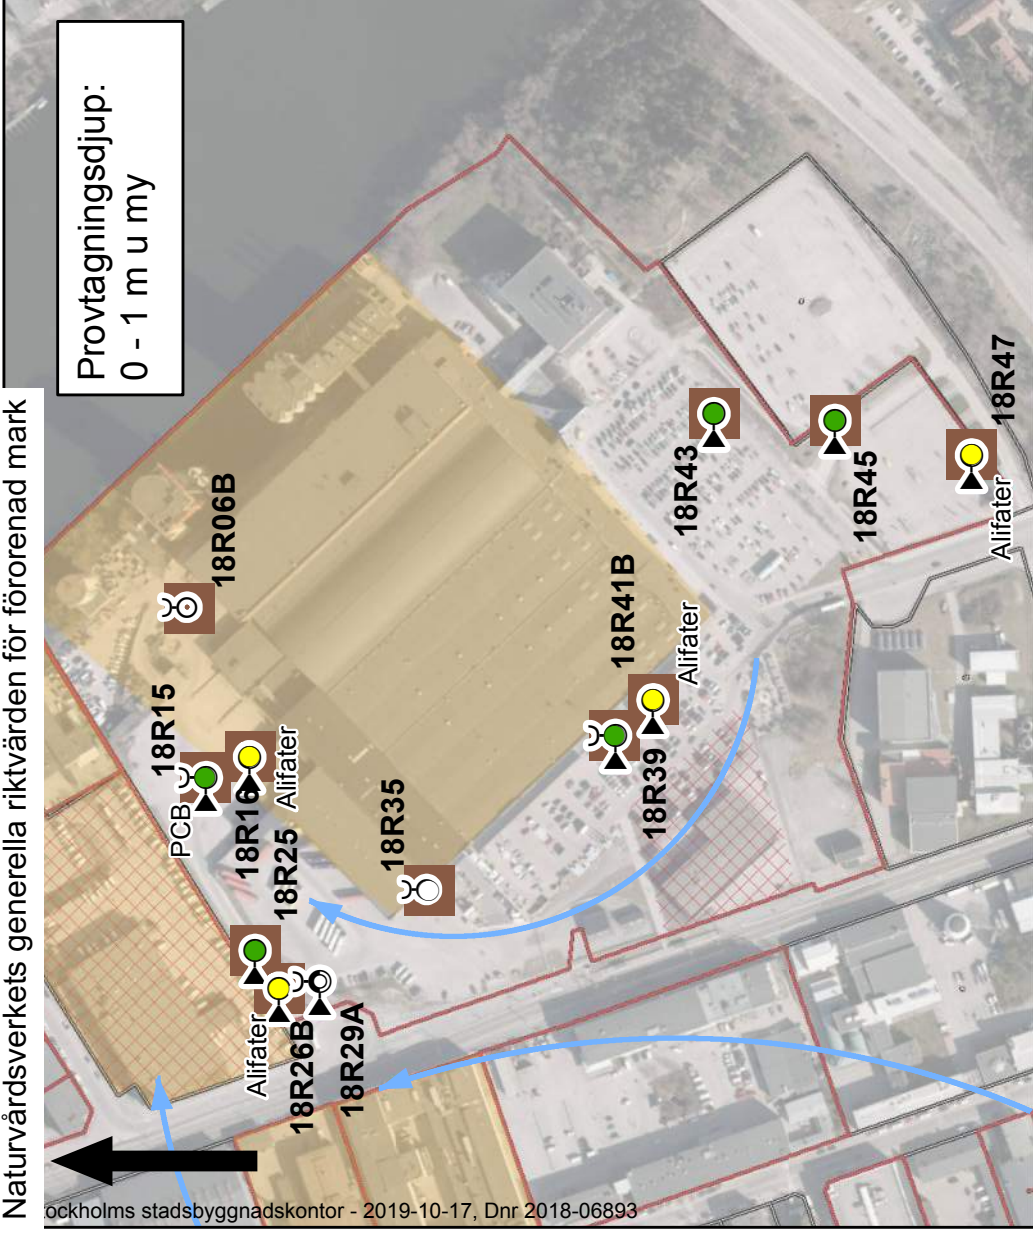 Naturvårdsverkets generella riktvärden för förorenad mark
Provtagningsdjup:
0 - 1 m u my
18R06B
18R15
PCB
18R16
Alifater
18R25
18R35
Alifater
18R26B
18R29A
18R41B
Alifater
18R39
18R43
18R45
18R47
Alifater
ockholms stadsbyggnadskontor - 2019-10-17, Dnr 2018-06893